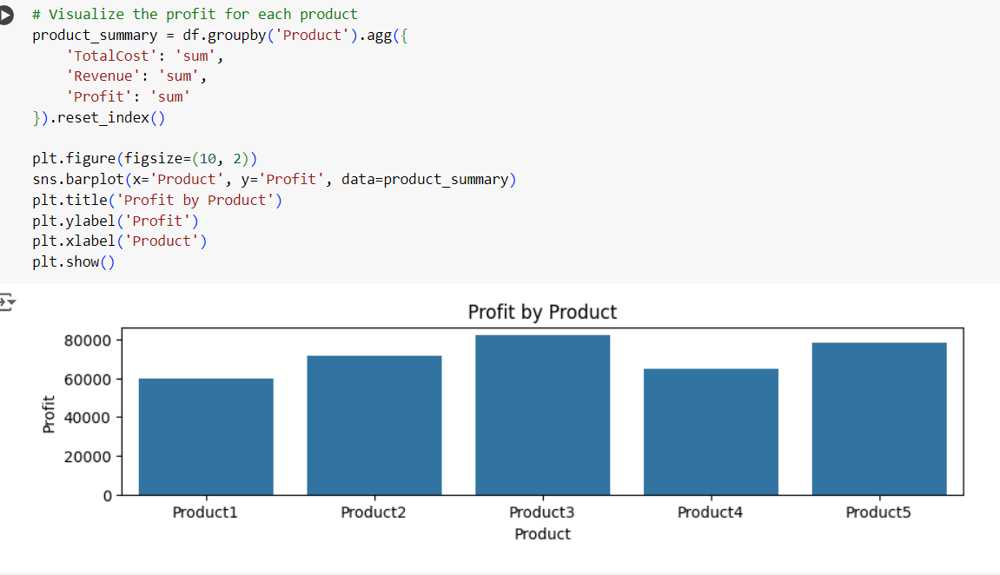 # Visualize the profit for each product
product_summary = df.groupby('Product').agg({
    'TotalCost': 'sum',
    'Revenue': 'sum',
    'Profit': 'sum'
}).reset_index()
plt.figure(figsize=(10, 2))
sns.barplot(x='Product', y='Profit', data=product_summary)
plt.title('Profit by Product')
plt.ylabel('Profit')
plt.xlabel('Product')
plt.show()
Profit by Product
80000
60000
40000
20000
0
Profit
Product1 Product2 Product3 Product4 Product5
Product